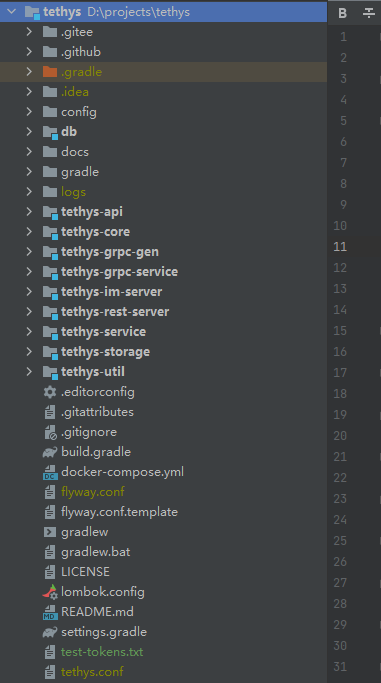 tethys D:\projects\tethys
.gitee
.github
.gradle
.idea
config
db
docs
gradle
logs
tethys-api
tethys-core
tethys-grpc-gen
tethys-grpc-service
tethys-im-server
tethys-rest-server
tethys-service
tethys-storage
tethys-util
.editorconfig
.gitattributes
.gitignore
build.gradle
docker-compose.yml
flyway.conf
flyway.conf.template
gradlew
gradlew.bat
LICENSE
lombok.config
README.md
settings.gradle
test-tokens.txt
tethys.conf
B
1
2
3
4
5
6
7
8
9
10
11
12
13
14
15
16
17
18
19
20
21
22
23
24
25
26
27
28
29
30
31